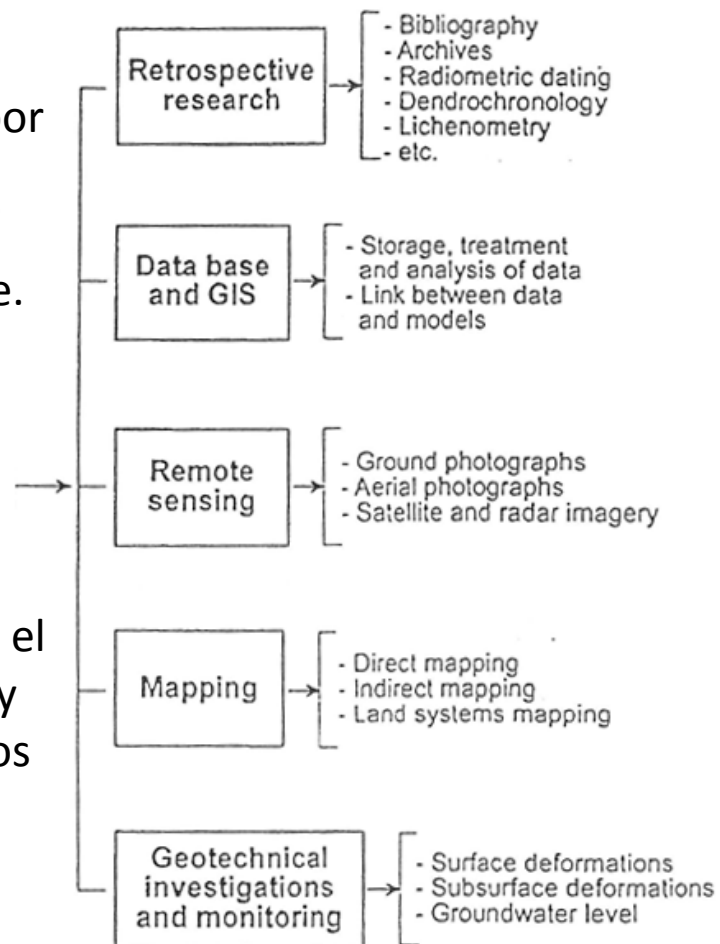 por
e.
el
y
os
Retrospective
research
- Bibliography
- Archives
- Radiometric dating
- Dendrochronology
- Lichenometry
- etc.
Data base
and GIS
- Storage, treatment
and analysis of data
- Link between data
and models
Remote
sensing
- Ground photographs
- Aerial photographs
- Satellite and radar imagery
Mapping
- Direct mapping
- Indirect mapping
- Land systems mapping
Geotechnical
investigations
and monitoring
- Surface deformations
- Subsurface deformations
- Groundwater level